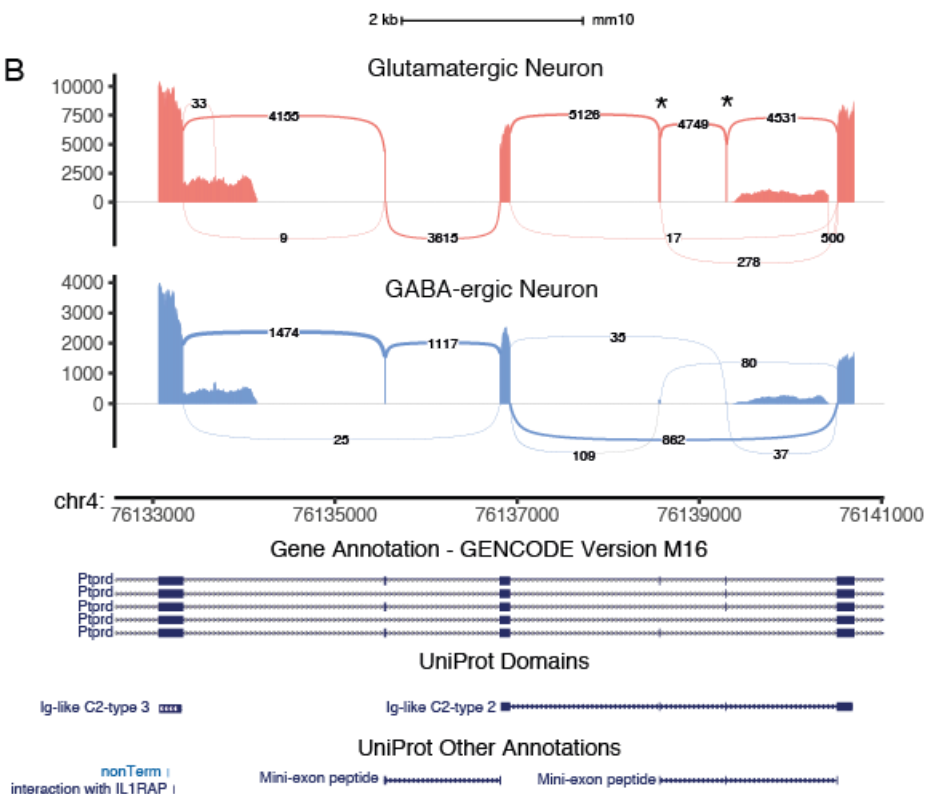 2 kb mm10
B
Glutamatergic Neuron
10000
7500
5000
2500
0
33
4155
* *
5126
4749
4531
9
3615
17
500
278
GABA-ergic Neuron
4000
3000
2000
1000
0
1474
1117
35
80
25
862
109
37
chr4:
76133000 76135000 76137000 76139000 76141000
Gene Annotation - GENCODE Version M16
Ptprd
Ptprd
Ptprd
Ptprd
Ptprd
UniProt Domains
Ig-like C2-type 3 Ig-like C2-type 2
UniProt Other Annotations
nonTerm
Mini-exon peptide Mini-exon peptide
interaction with IL1RAP